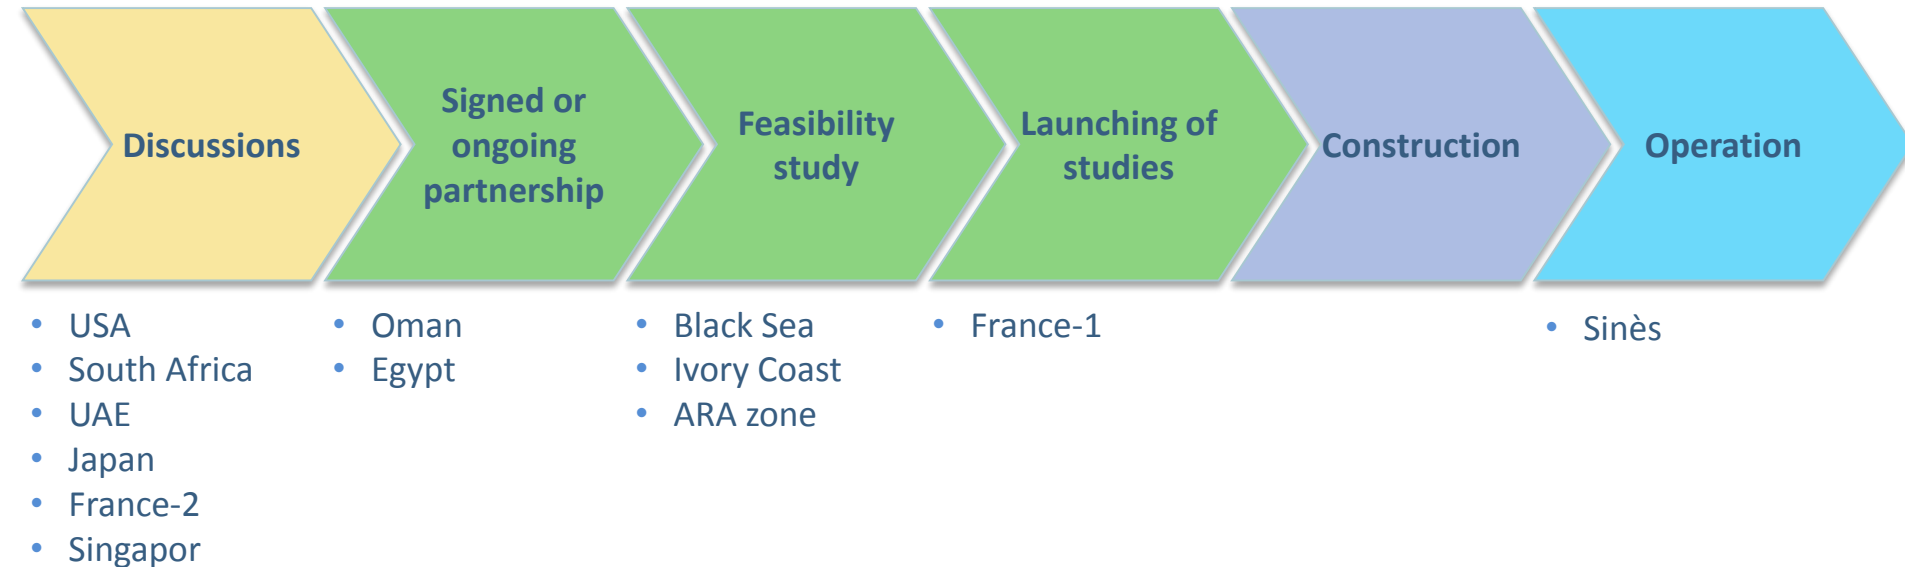 Discussions
Signed or
ongoing
partnership
Feasibility
study
Launching of
studies
Construction
Operation
• USA
• South Africa
• UAE
• Japan
• France-2
• Singapor
• Oman
• Egypt
• Black Sea
• Ivory Coast
• ARA zone
• France-1
• Sinès